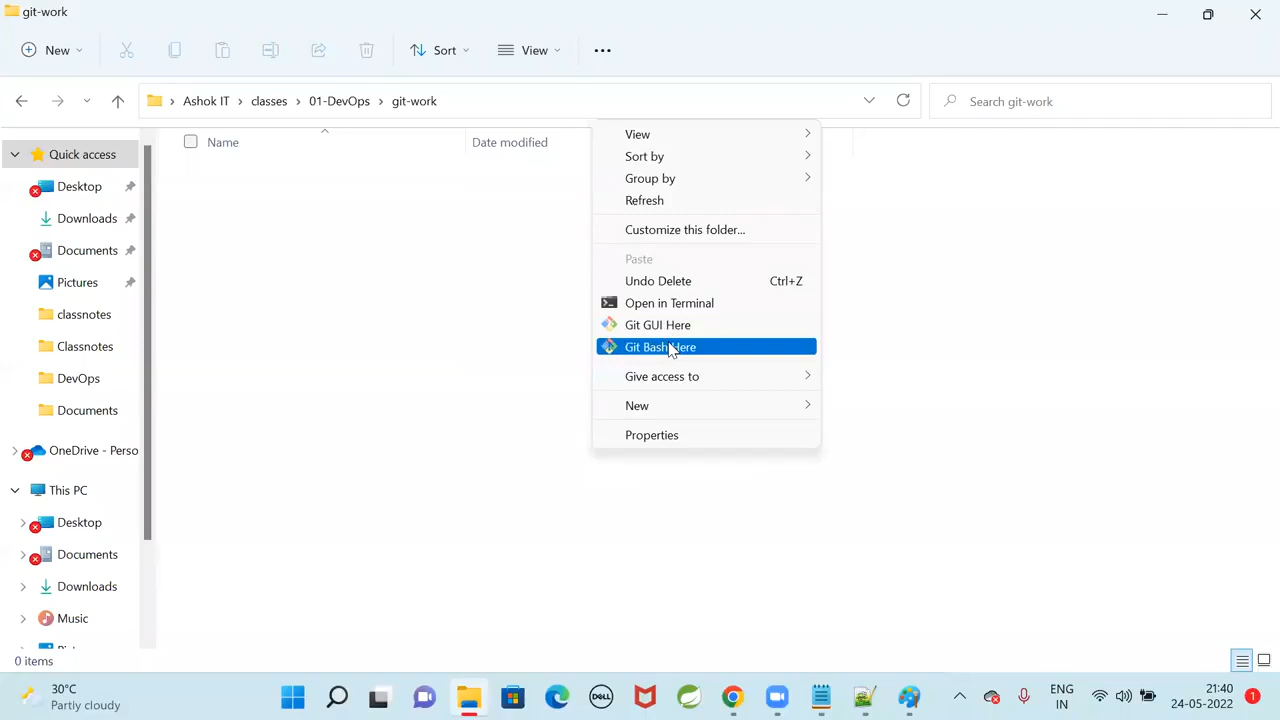 git-work
New
Sort
View
Ashok IT
classes
01-DevOps
git-work
Search git-work
Name
Date modified
Quick access
Desktop
Downloads
Documents
Pictures
classnotes
Classnotes
DevOps
Documents
OneDrive - Perso
This PC
Desktop
Documents
Downloads
Music
View
Sort by
Group by
Refresh
Customize this folder...
Paste
Undo Delete Ctrl+Z
Open in Terminal
Git GUI Here
Git Bash Here
Give access to
New
Properties
0 items
30°C
Partly cloudy
DELL
ENG
IN
21:40
24-05-2022
1